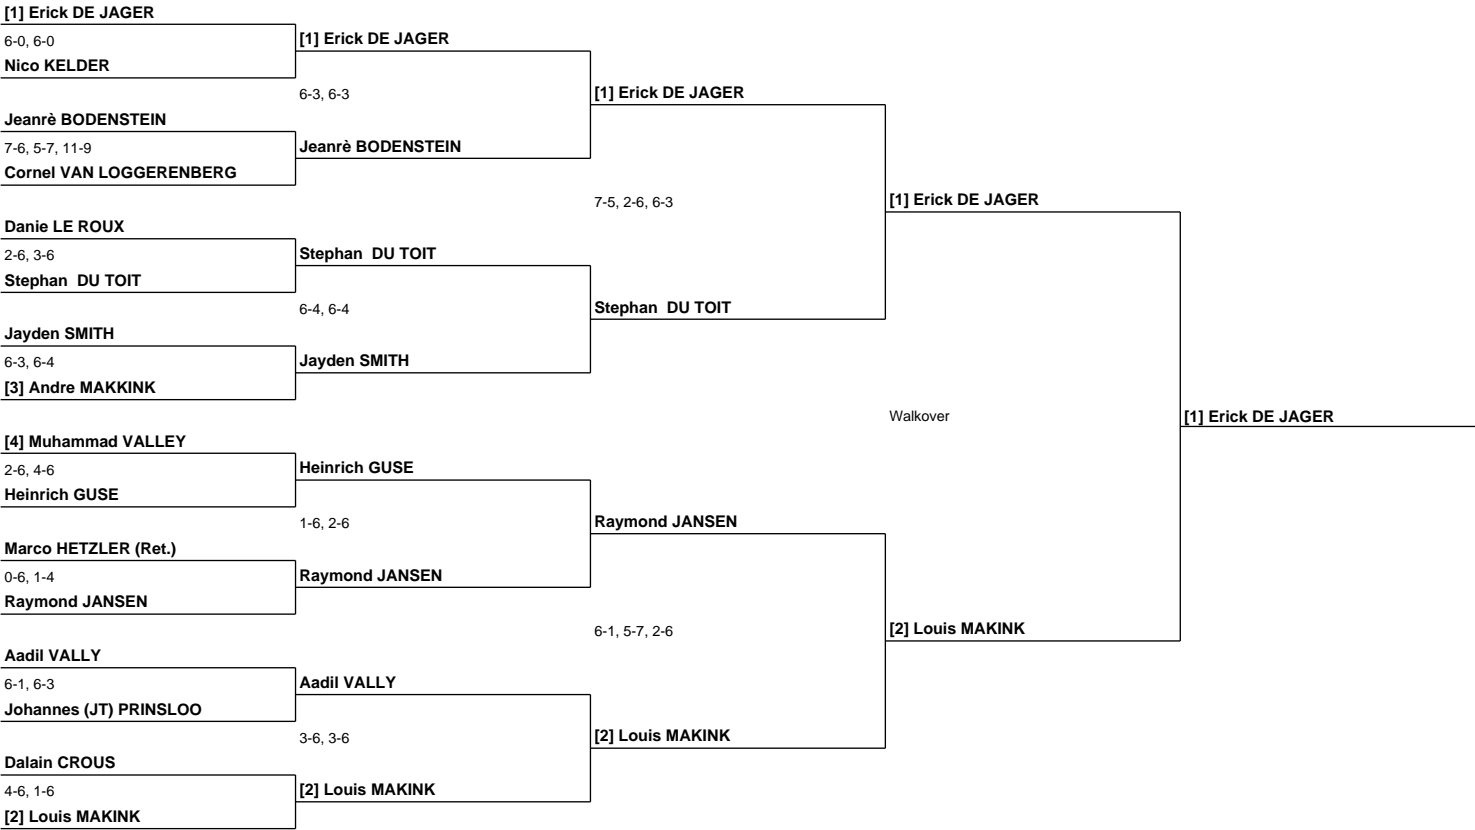 [1] Erick DE JAGER
6-0, 6-0
Nico KELDER
Jeanrè BODENSTEIN
7-6, 5-7, 11-9
Cornel VAN LOGGERENBERG
Danie LE ROUX
2-6, 3-6
Stephan  DU TOIT
Jayden SMITH
6-3, 6-4
[3] Andre MAKKINK
[4] Muhammad VALLEY
2-6, 4-6
Heinrich GUSE
Marco HETZLER (Ret.)
0-6, 1-4
Raymond JANSEN
Aadil VALLY
6-1, 6-3
Johannes (JT) PRINSLOO
Dalain CROUS
4-6, 1-6
[2] Louis MAKINK
[1] Erick DE JAGER
6-3, 6-3
Jeanrè BODENSTEIN
Stephan  DU TOIT
6-4, 6-4
Jayden SMITH
Heinrich GUSE
1-6, 2-6
Raymond JANSEN
Aadil VALLY
3-6, 3-6
[2] Louis MAKINK
[1] Erick DE JAGER
7-5, 2-6, 6-3
Stephan  DU TOIT
Raymond JANSEN
6-1, 5-7, 2-6
[2] Louis MAKINK
[1] Erick DE JAGER
Walkover
[2] Louis MAKINK
[1] Erick DE JAGER